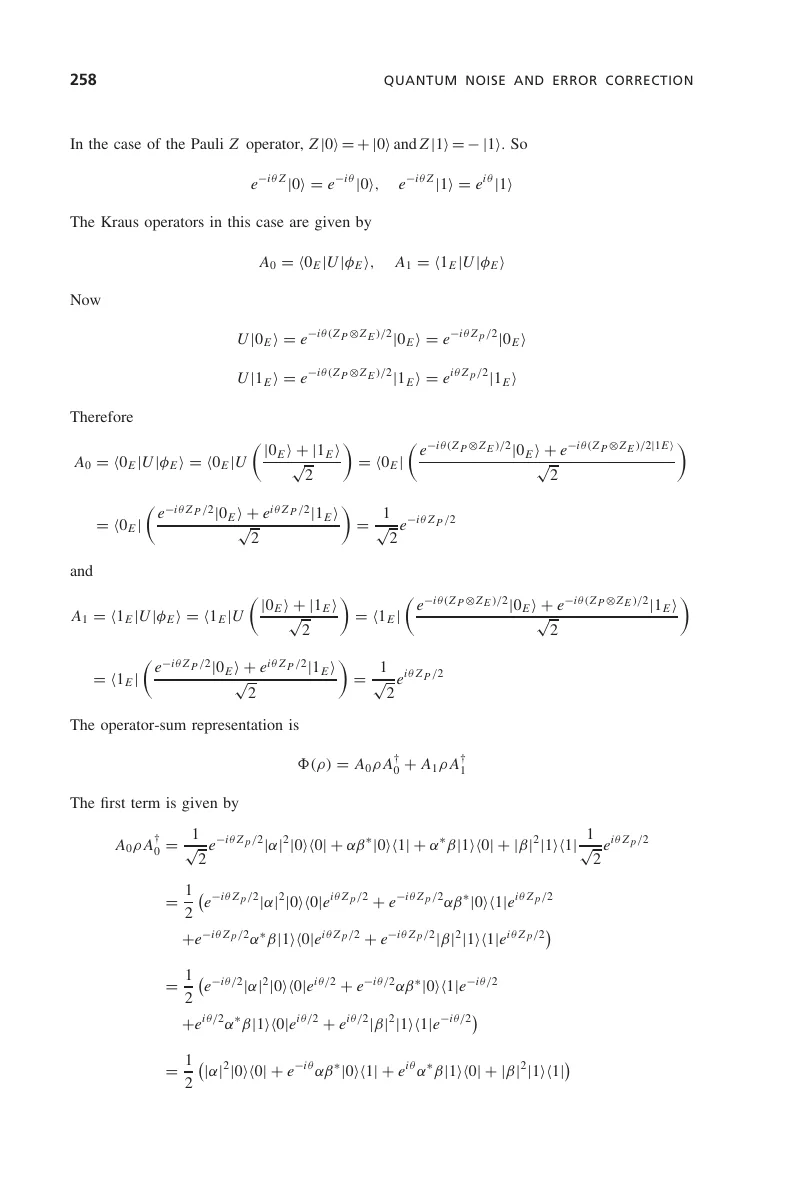 258 QUANTUM NOISE AND ERROR CORRECTION
In the case of the Pauli Z operator, Z|0⟩ = + |0⟩ and Z|1⟩ = − |1⟩. So
e^{−iθZ}|0⟩ = e^{−iθ}|0⟩, e^{−iθZ}|1⟩ = e^{iθ}|1⟩
The Kraus operators in this case are given by
A_0 = ⟨0_E|U|φ_E⟩, A_1 = ⟨1_E|U|φ_E⟩
Now
U|0_E⟩ = e^{−iθ(Z_P⊗Z_E)/2}|0_E⟩ = e^{−iθZ_p/2}|0_E⟩
U|1_E⟩ = e^{−iθ(Z_P⊗Z_E)/2}|1_E⟩ = e^{iθZ_p/2}|1_E⟩
Therefore
A_0 = ⟨0_E|U|φ_E⟩ = ⟨0_E|U ( (|0_E⟩ + |1_E⟩) / √2 ) = ⟨0_E| ( (e^{−iθ(Z_P⊗Z_E)/2}|0_E⟩ + e^{−iθ(Z_P⊗Z_E)/2|1E⟩}) / √2 )
= ⟨0_E| ( (e^{−iθZ_P/2}|0_E⟩ + e^{iθZ_P/2}|1_E⟩) / √2 ) = 1/√2 e^{−iθZ_P/2}
and
A_1 = ⟨1_E|U|φ_E⟩ = ⟨1_E|U ( (|0_E⟩ + |1_E⟩) / √2 ) = ⟨1_E| ( (e^{−iθ(Z_P⊗Z_E)/2}|0_E⟩ + e^{−iθ(Z_P⊗Z_E)/2}|1_E⟩) / √2 )
= ⟨1_E| ( (e^{−iθZ_P/2}|0_E⟩ + e^{iθZ_P/2}|1_E⟩) / √2 ) = 1/√2 e^{iθZ_P/2}
The operator-sum representation is
Φ(ρ) = A_0ρA_0^† + A_1ρA_1^†
The first term is given by
A_0ρA_0^† = 1/√2 e^{−iθZ_p/2}|α|^2|0⟩⟨0| + αβ^*|0⟩⟨1| + α^*β|1⟩⟨0| + |β|^2|1⟩⟨1| 1/√2 e^{iθZ_p/2}
= 1/2 (e^{−iθZ_p/2}|α|^2|0⟩⟨0|e^{iθZ_p/2} + e^{−iθZ_p/2}αβ^*|0⟩⟨1|e^{iθZ_p/2}
+e^{−iθZ_p/2}α^*β|1⟩⟨0|e^{iθZ_p/2} + e^{−iθZ_p/2}|β|^2|1⟩⟨1|e^{iθZ_p/2})
= 1/2 (e^{−iθ/2}|α|^2|0⟩⟨0|e^{iθ/2} + e^{−iθ/2}αβ^*|0⟩⟨1|e^{−iθ/2}
+e^{iθ/2}α^*β|1⟩⟨0|e^{iθ/2} + e^{iθ/2}|β|^2|1⟩⟨1|e^{−iθ/2})
= 1/2 (|α|^2|0⟩⟨0| + e^{−iθ}αβ^*|0⟩⟨1| + e^{iθ}α^*β|1⟩⟨0| + |β|^2|1⟩⟨1|)